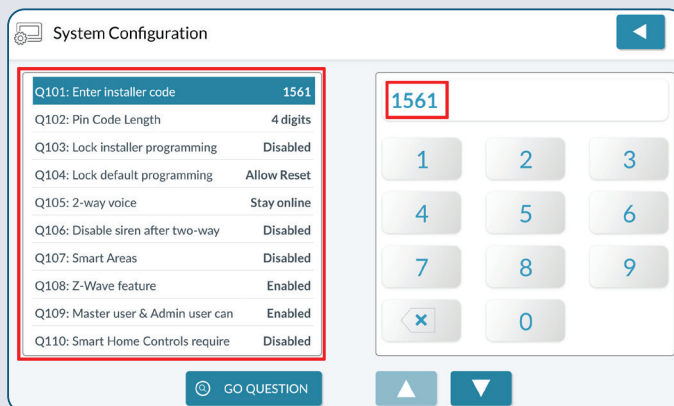 System Configuration
Q101: Enter installer code 1561
Q102: Pin Code Length 4 digits
Q103: Lock installer programming Disabled
Q104: Lock default programming Allow Reset
Q105: 2-way voice Stay online
Q106: Disable siren after two-way Disabled
Q107: Smart Areas Disabled
Q108: Z-Wave feature Enabled
Q109: Master user & Admin user can Enabled
Q110: Smart Home Controls require Disabled
GO QUESTION
1561
1 2 3
4 5 6
7 8 9
0